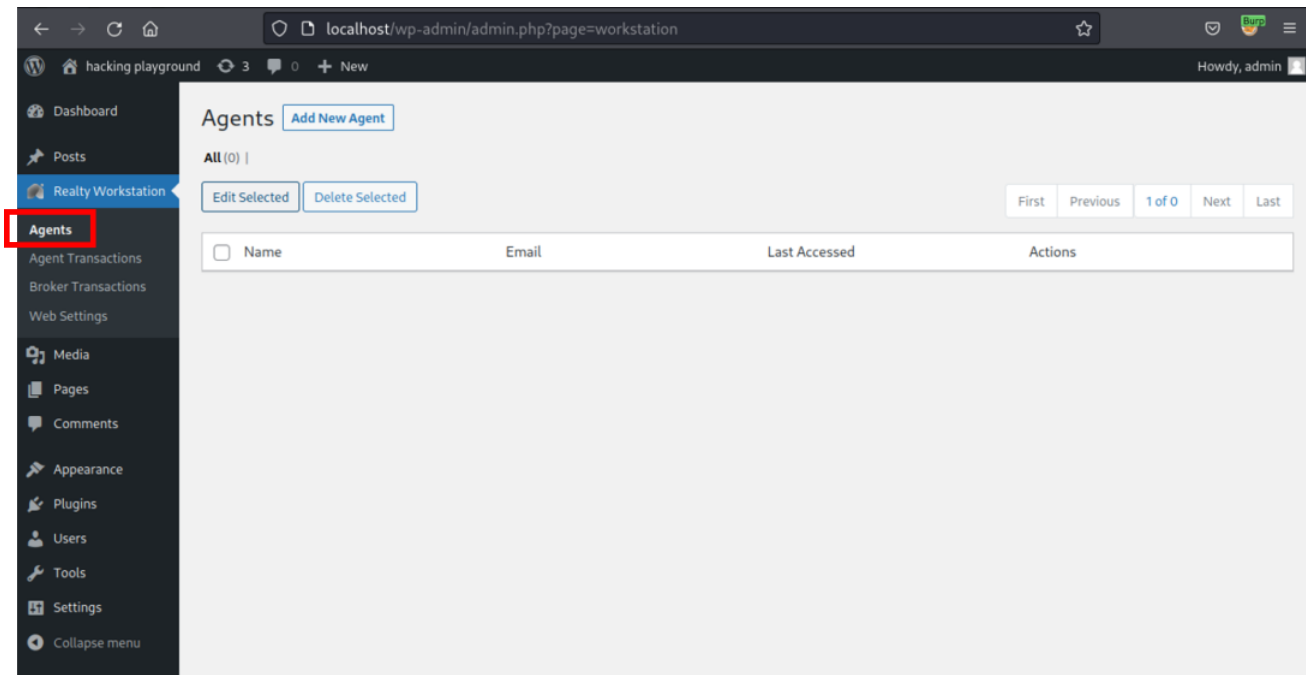 localhost/wp-admin/admin.php?page=workstation
Burp
hacking playground 3 0 + New
Howdy, admin
Dashboard
Posts
Realty Workstation
Agents
Agent Transactions
Broker Transactions
Web Settings
Media
Pages
Comments
Appearance
Plugins
Users
Tools
Settings
Collapse menu
Agents Add New Agent
All (0) |
Edit Selected Delete Selected
First Previous 1 of 0 Next Last
Name Email Last Accessed Actions